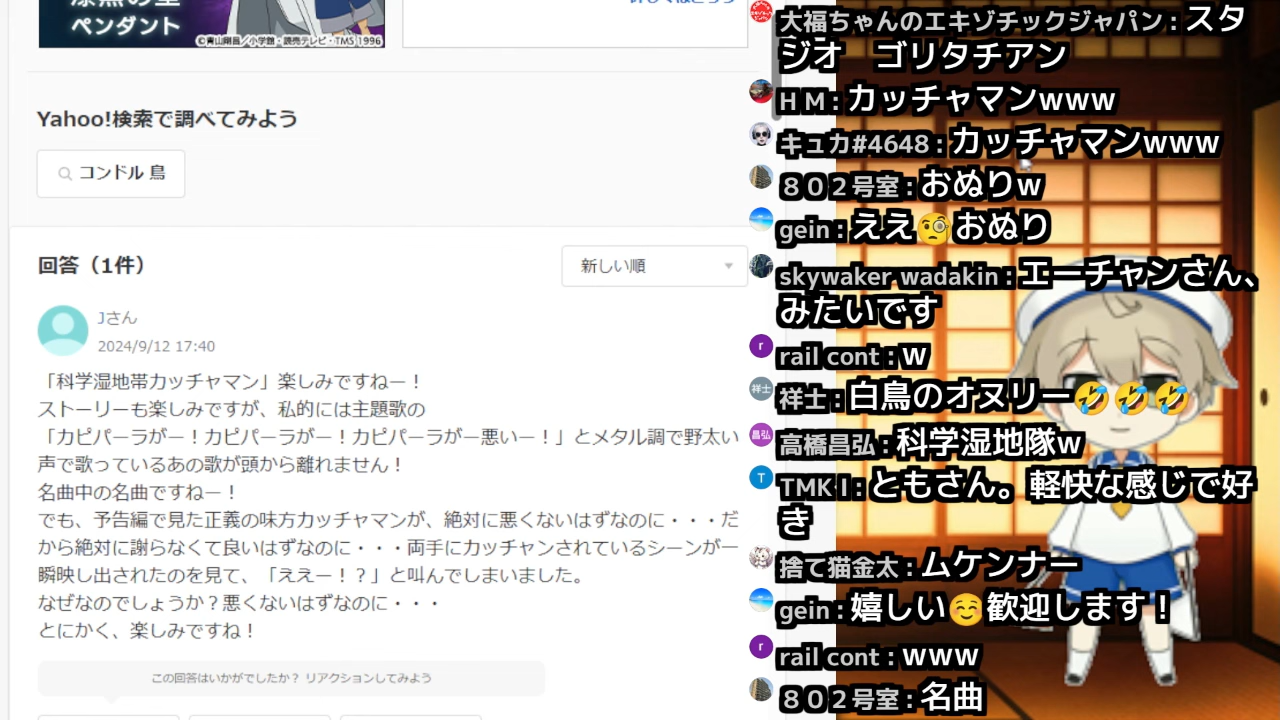 ペンダント
©青山剛昌/小学館・読売テレビ・TMS 1996
Yahoo!検索で調べてみよう
コンドル 鳥
回答（1件）
新しい順
Jさん
2024/9/12 17:40
「科学湿地帯カッチャマン」楽しみですねー！
ストーリーも楽しみですが、私的には主題歌の
「カピパーラがー！カピパーラがー！カピパーラがー悪いー！」とメタル調で野太い
声で歌っているあの歌が頭から離れません！
名曲中の名曲ですねー！
でも、予告編で見た正義の味方カッチャマンが、絶対に悪くないはずなのに・・・だ
から絶対に謝らなくて良いはずなのに・・・両手にカッチャンされているシーンが一
瞬映し出されたのを見て、「ええー！？」と叫んでしまいました。
なぜなのでしょうか？悪くないはずなのに・・・
とにかく、楽しみですね！
この回答はいかがでしたか？ リアクションしてみよう
大福ちゃんのエキゾチックジャパン : スタ
ジオ　ゴリタチアン
H M : カッチャマンwww
キュカ#4648 : カッチャマンwww
８０２号室 : おぬりw
gein : ええ🧐おぬり
skywaker wadakin : エーチャンさん、
みたいです
r
rail cont : w
祥士
祥士 : 白鳥のオヌリー🤣🤣🤣
昌弘
高橋昌弘 : 科学湿地隊w
T
TMK I : ともさん。軽快な感じで好
き
捨て猫金太 : ムケンナー
gein : 嬉しい☺️歓迎します！
r
rail cont : www
８０２号室 : 名曲